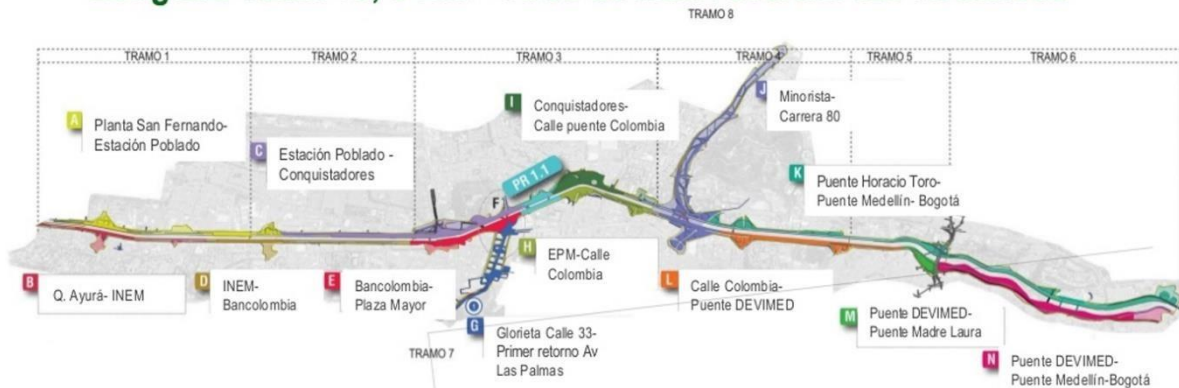 TRAMO 8
TRAMO 1
TRAMO 2
TRAMO 3
TRAMO 4
TRAMO 5
TRAMO 6
A
Planta San Fernando-
Estación Poblado
C
Estación Poblado -
Conquistadores
I
Conquistadores-
Calle puente Colombia
J
Minorista-
Carrera 80
K
Puente Horacio Toro-
Puente Medellín- Bogotá
PR 1.1
F
B
Q. Ayurá- INEM
D
INEM-
Bancolombia
E
Bancolombia-
Plaza Mayor
H
EPM-Calle
Colombia
L
Calle Colombia-
Puente DEVIMED
G
Glorieta Calle 33-
Primer retorno Av
Las Palmas
TRAMO 7
M
Puente DEVIMED-
Puente Madre Laura
N
Puente DEVIMED-
Puente Medellín-Bogotá